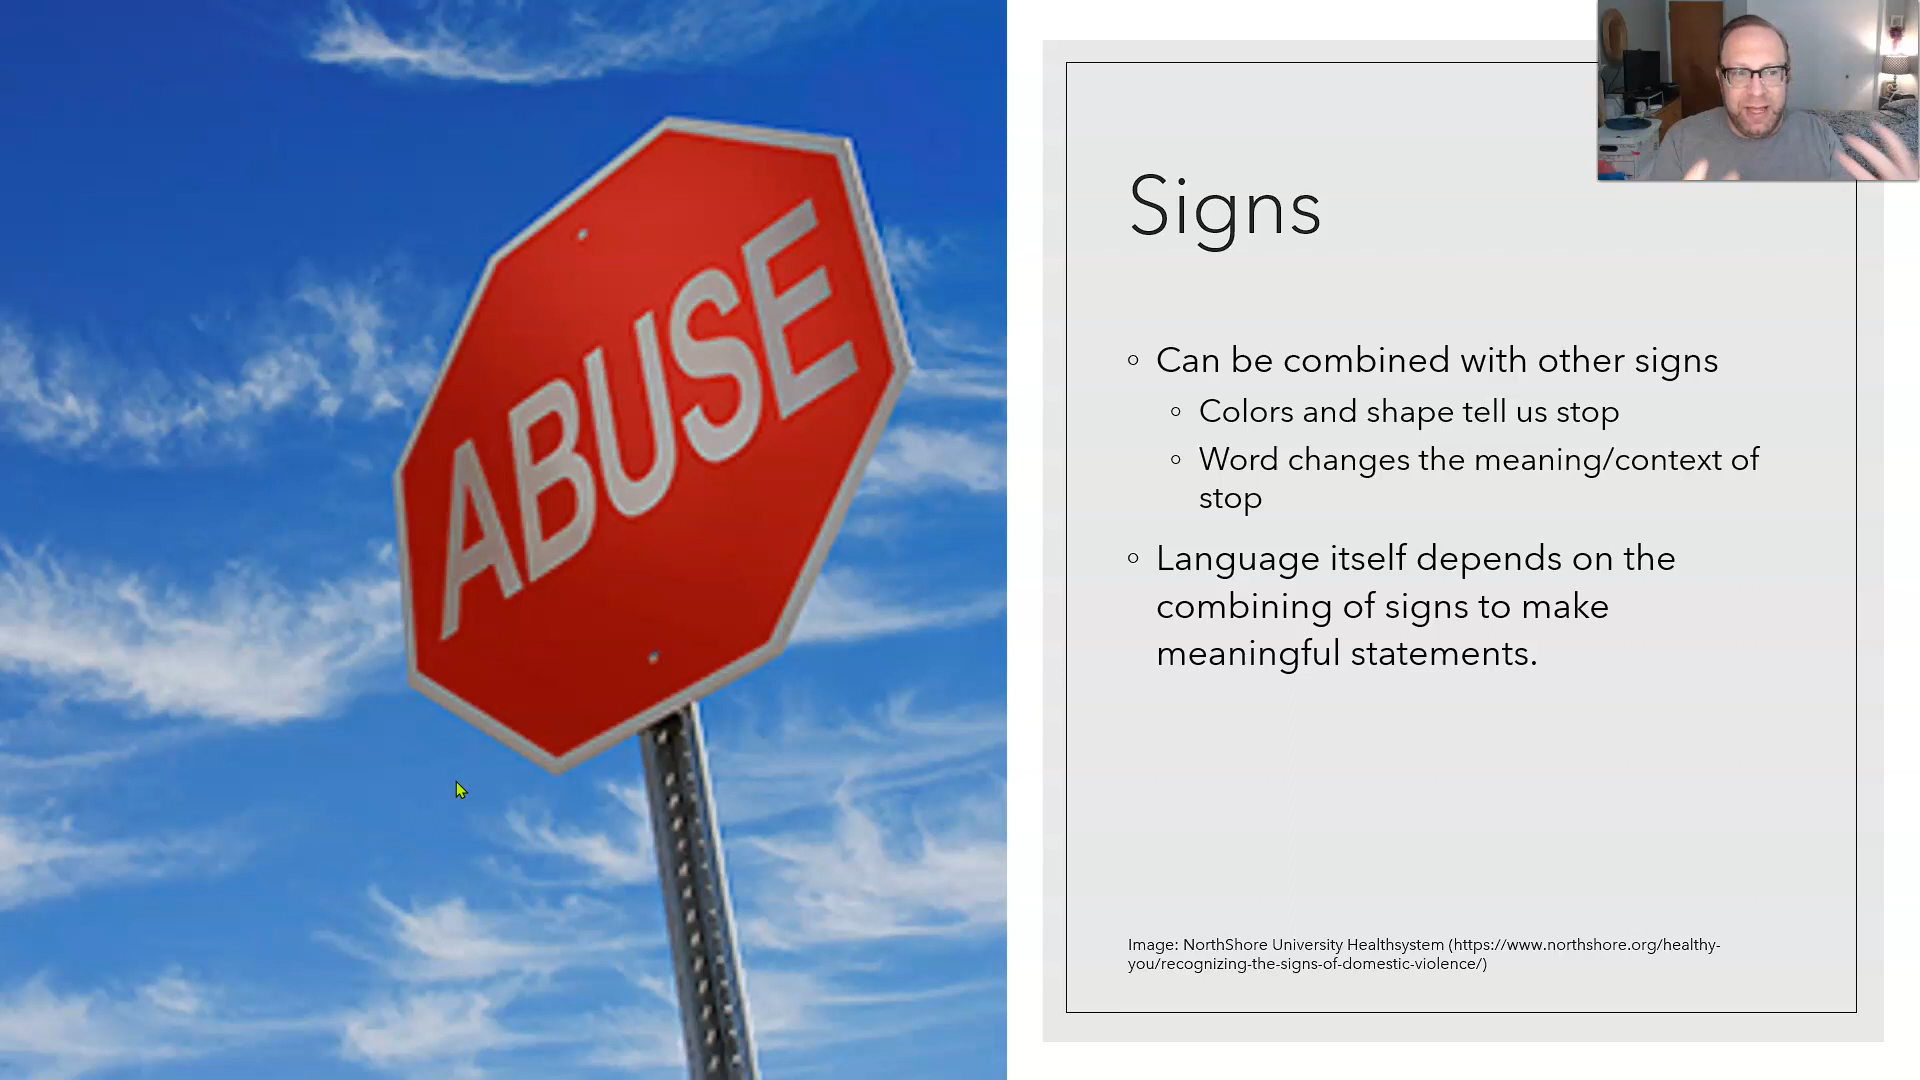 ABUSE
Signs
Can be combined with other signs
Colors and shape tell us stop
Word changes the meaning/context of
stop
Language itself depends on the
combining of signs to make
meaningful statements.
Image: NorthShore University Healthsystem (https://www.northshore.org/healthy-
you/recognizing-the-signs-of-domestic-violence/)